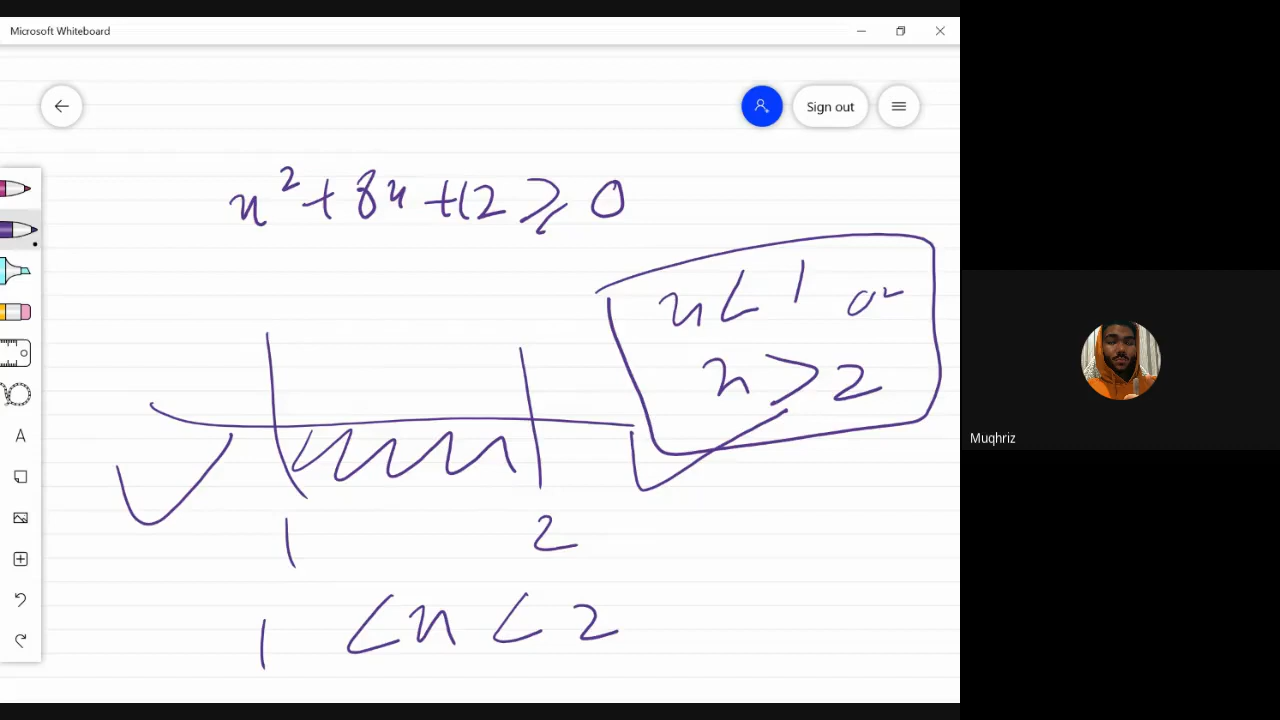 Microsoft Whiteboard
Sign out
x² + 8x + 12 ≥ 0
x < 1 or
x > 2
Muqhriz
A
1 2
1 < x < 2